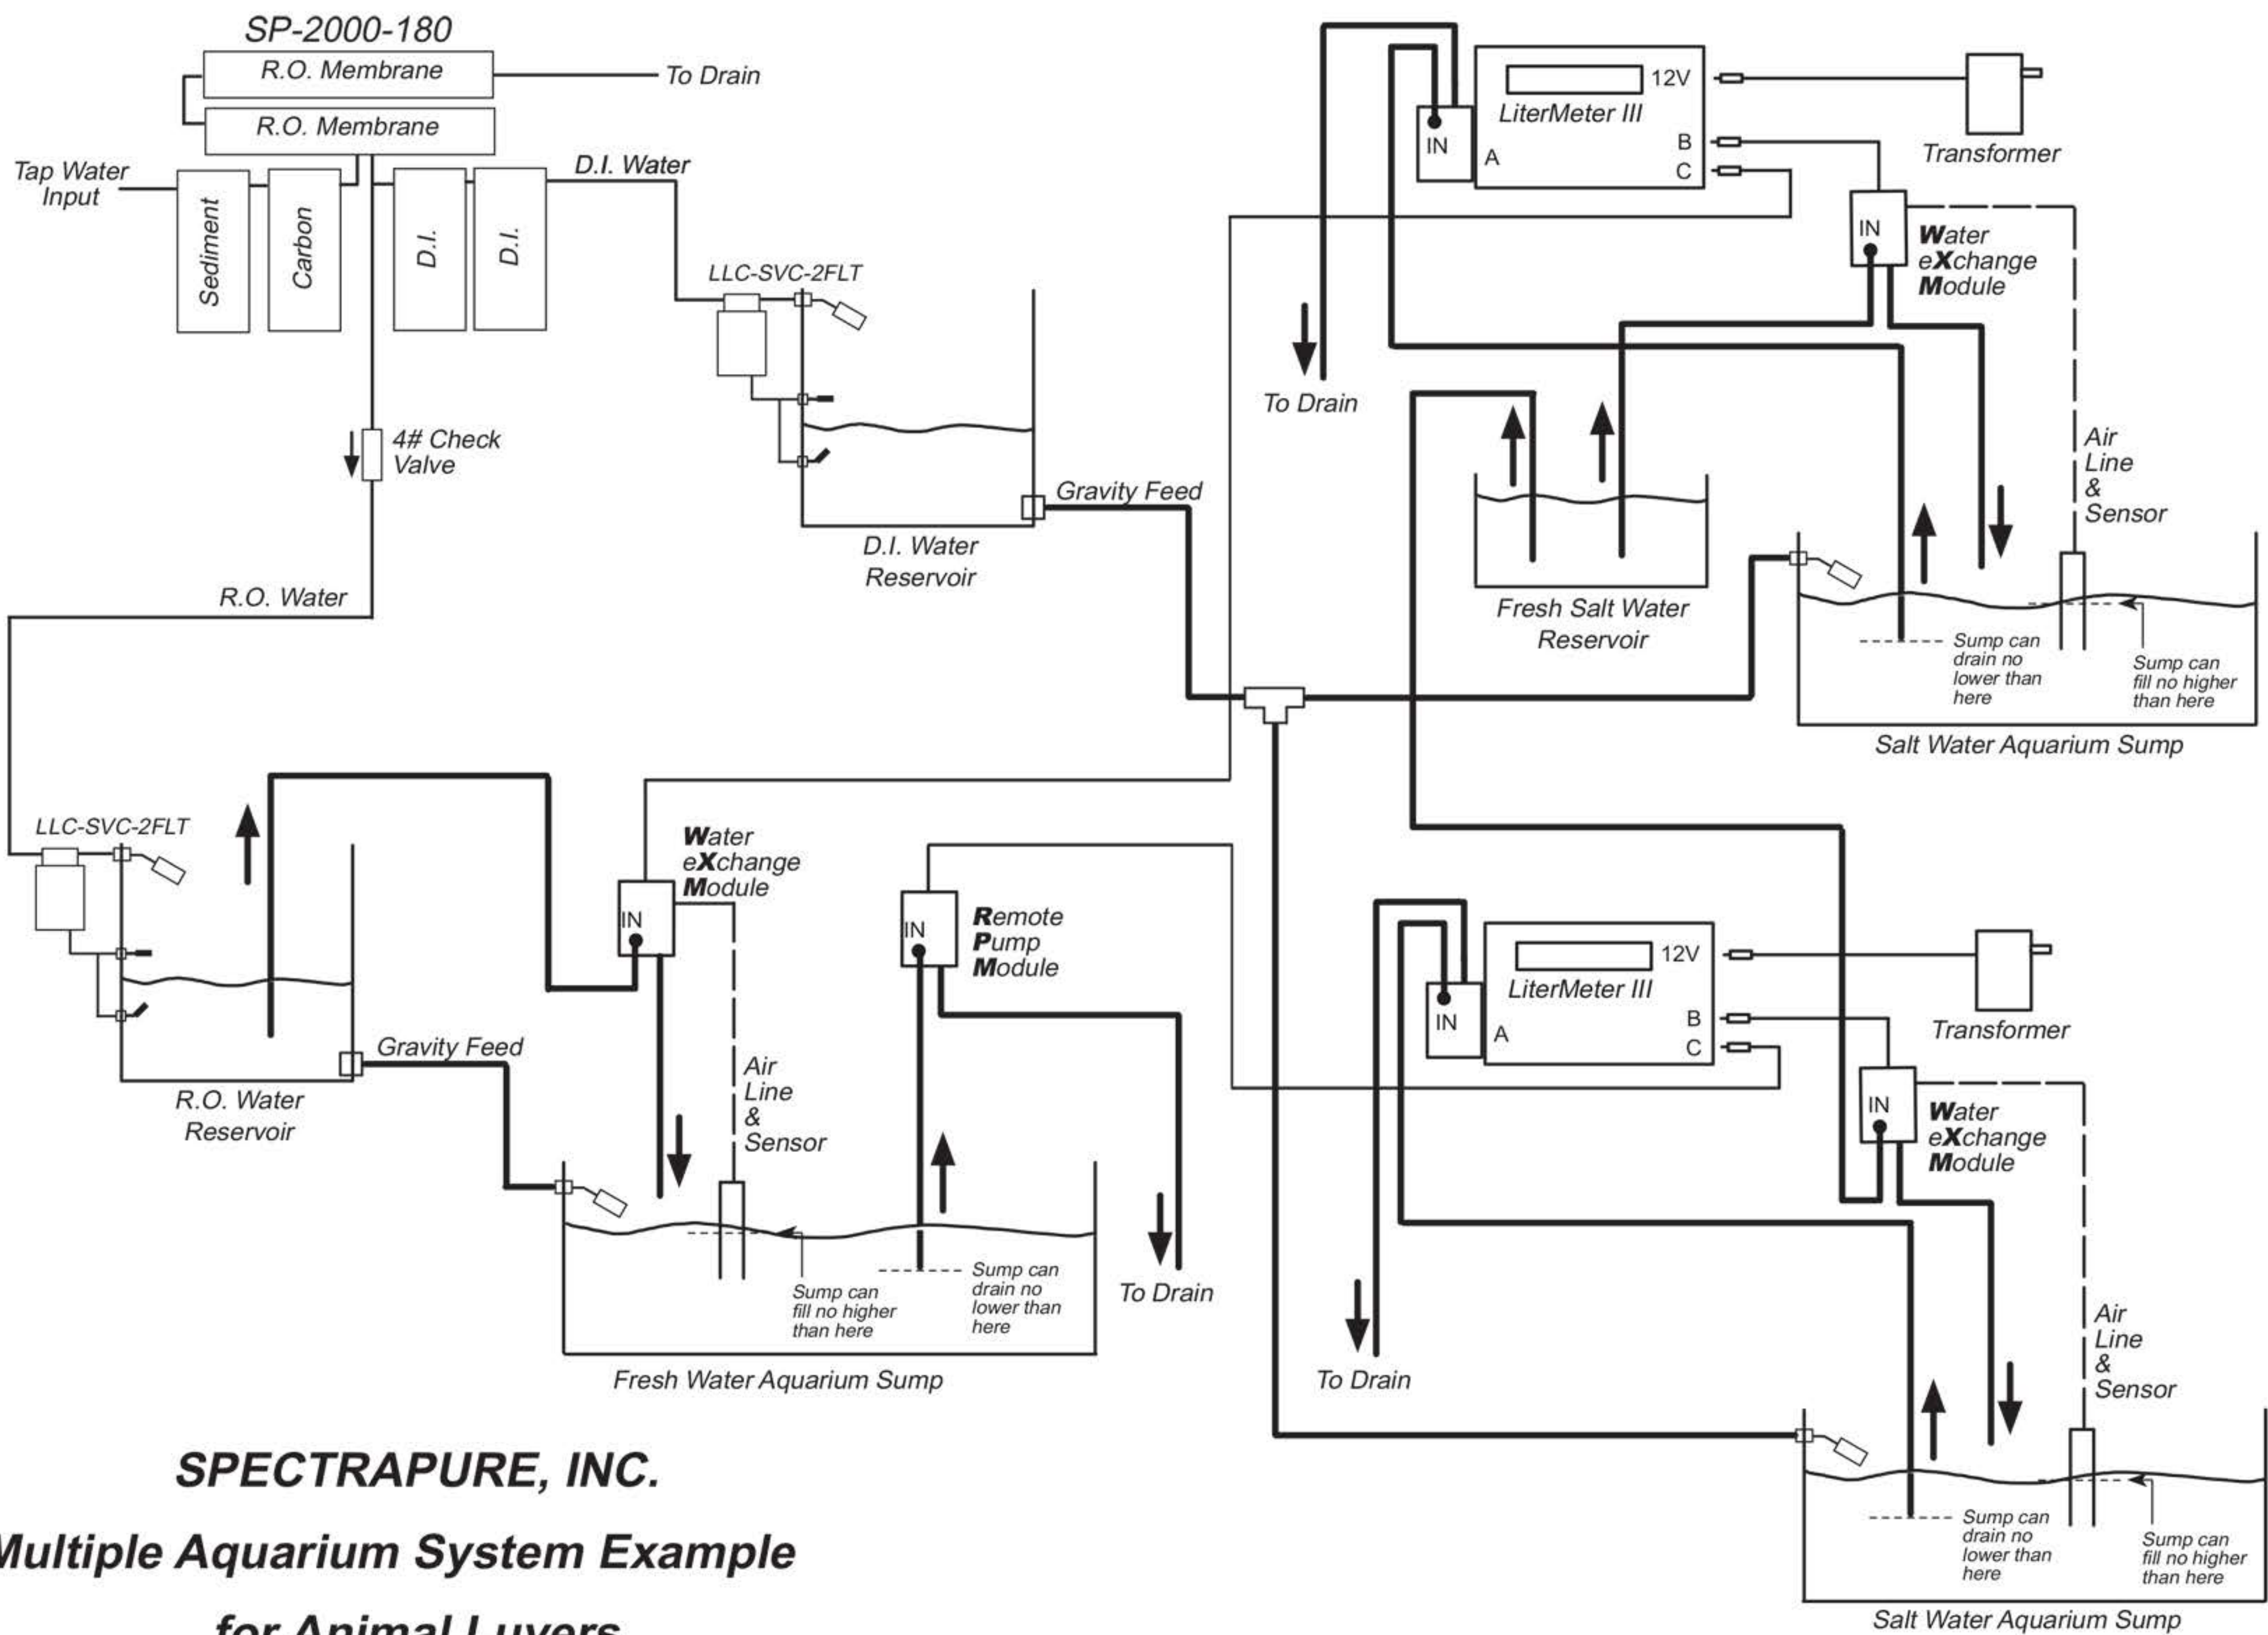 SP-2000-180
R.O. Membrane
To Drain
R.O. Membrane
Tap Water
Input
Sediment
Carbon
D.I.
D.I.
D.I. Water
LLC-SVC-2FLT
4# Check
Valve
R.O. Water
Gravity Feed
D.I. Water
Reservoir
12V
LiterMeter III
IN
A
B
C
Transformer
IN
Water
eXchange
Module
To Drain
Air
Line
&
Sensor
Fresh Salt Water
Reservoir
Sump can
drain no
lower than
here
Sump can
fill no higher
than here
Salt Water Aquarium Sump
LLC-SVC-2FLT
Water
eXchange
Module
IN
IN
Remote
Pump
Module
Gravity Feed
R.O. Water
Reservoir
Air
Line
&
Sensor
Sump can
fill no higher
than here
Sump can
drain no
lower than
here
To Drain
Fresh Water Aquarium Sump
12V
LiterMeter III
IN
A
B
C
Transformer
IN
Water
eXchange
Module
To Drain
Air
Line
&
Sensor
Sump can
drain no
lower than
here
Sump can
fill no higher
than here
Salt Water Aquarium Sump
SPECTRAPURE, INC.
Multiple Aquarium System Example
for Animal Luvers